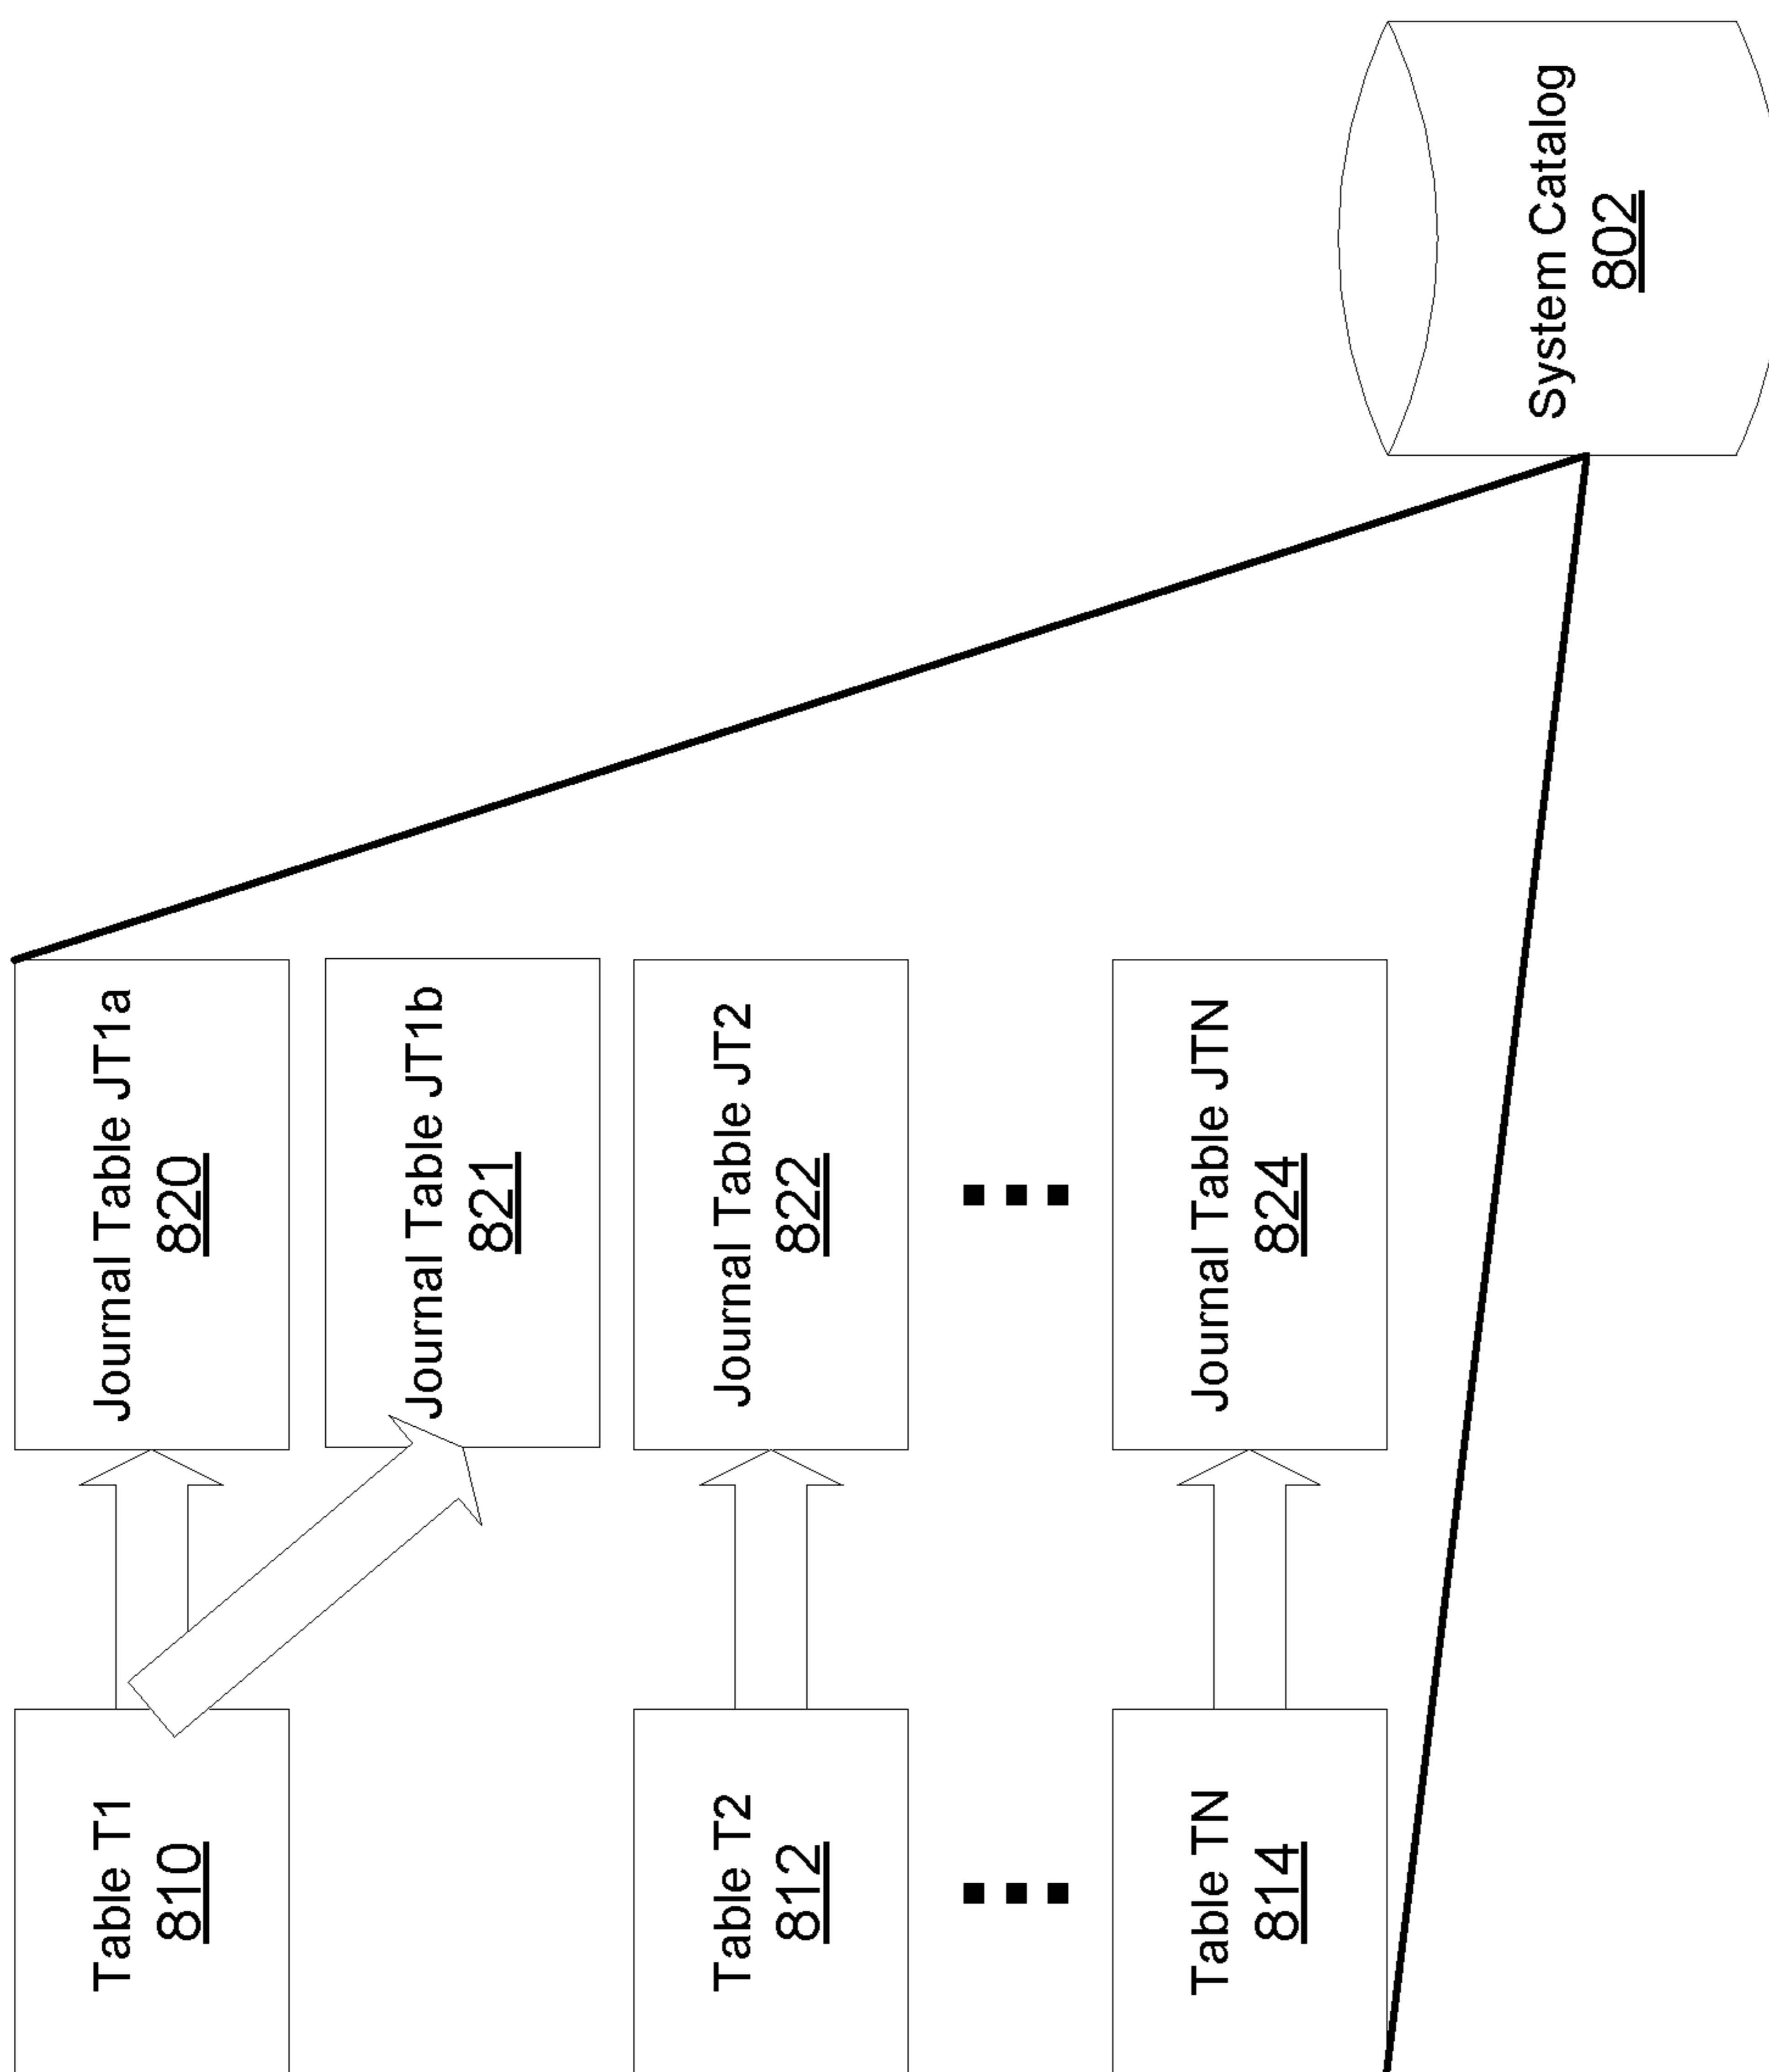 Table T1
810
Journal Table JT1a
820
Journal Table JT1b
821
Table T2
812
Journal Table JT2
822
Table TN
814
Journal Table JTN
824
System Catalog
802